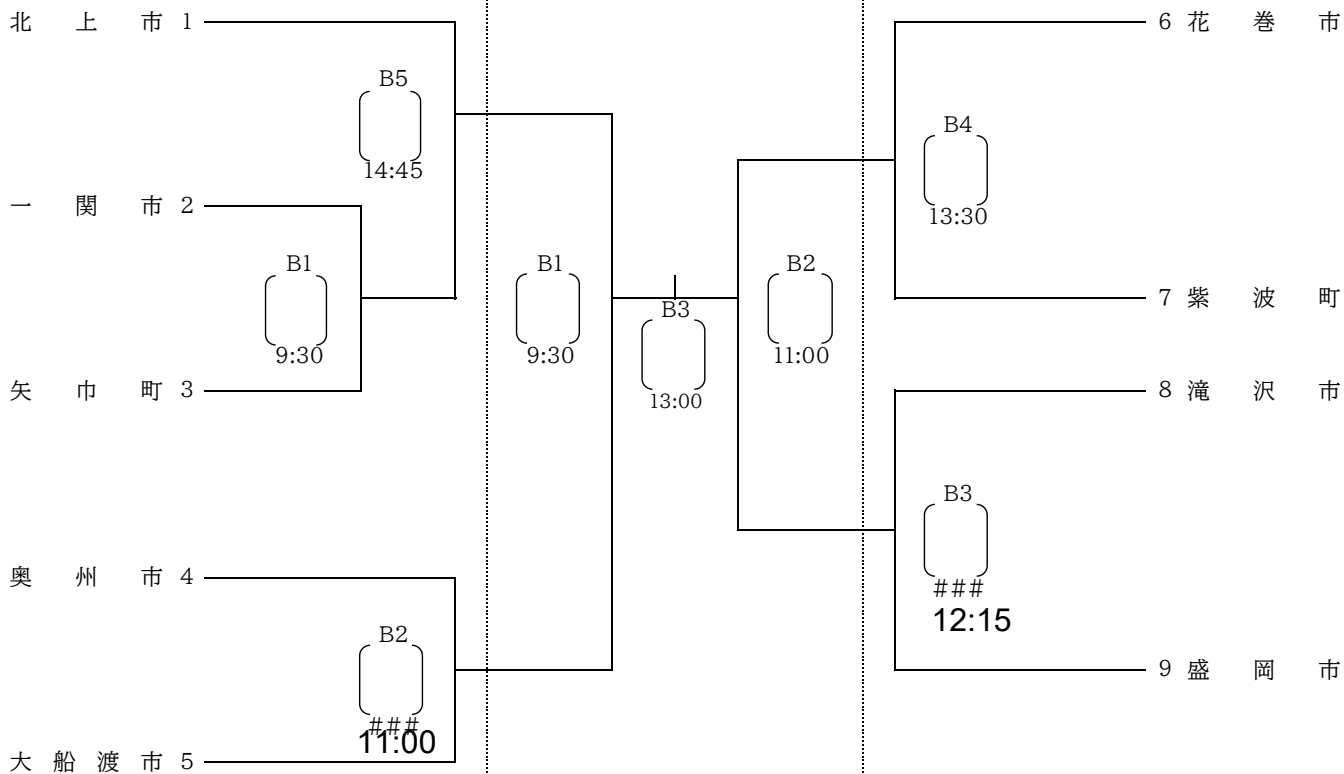 北上市 1
6 花巻市
B5
14:45
B4
13:30
一関市 2
B1
9:30
B1
9:30
B3
13:00
B2
11:00
7 紫波町
矢巾町 3
8 滝沢市
B3
###
12:15
奥州市 4
B2
###
11:00
9 盛岡市
大船渡市 5